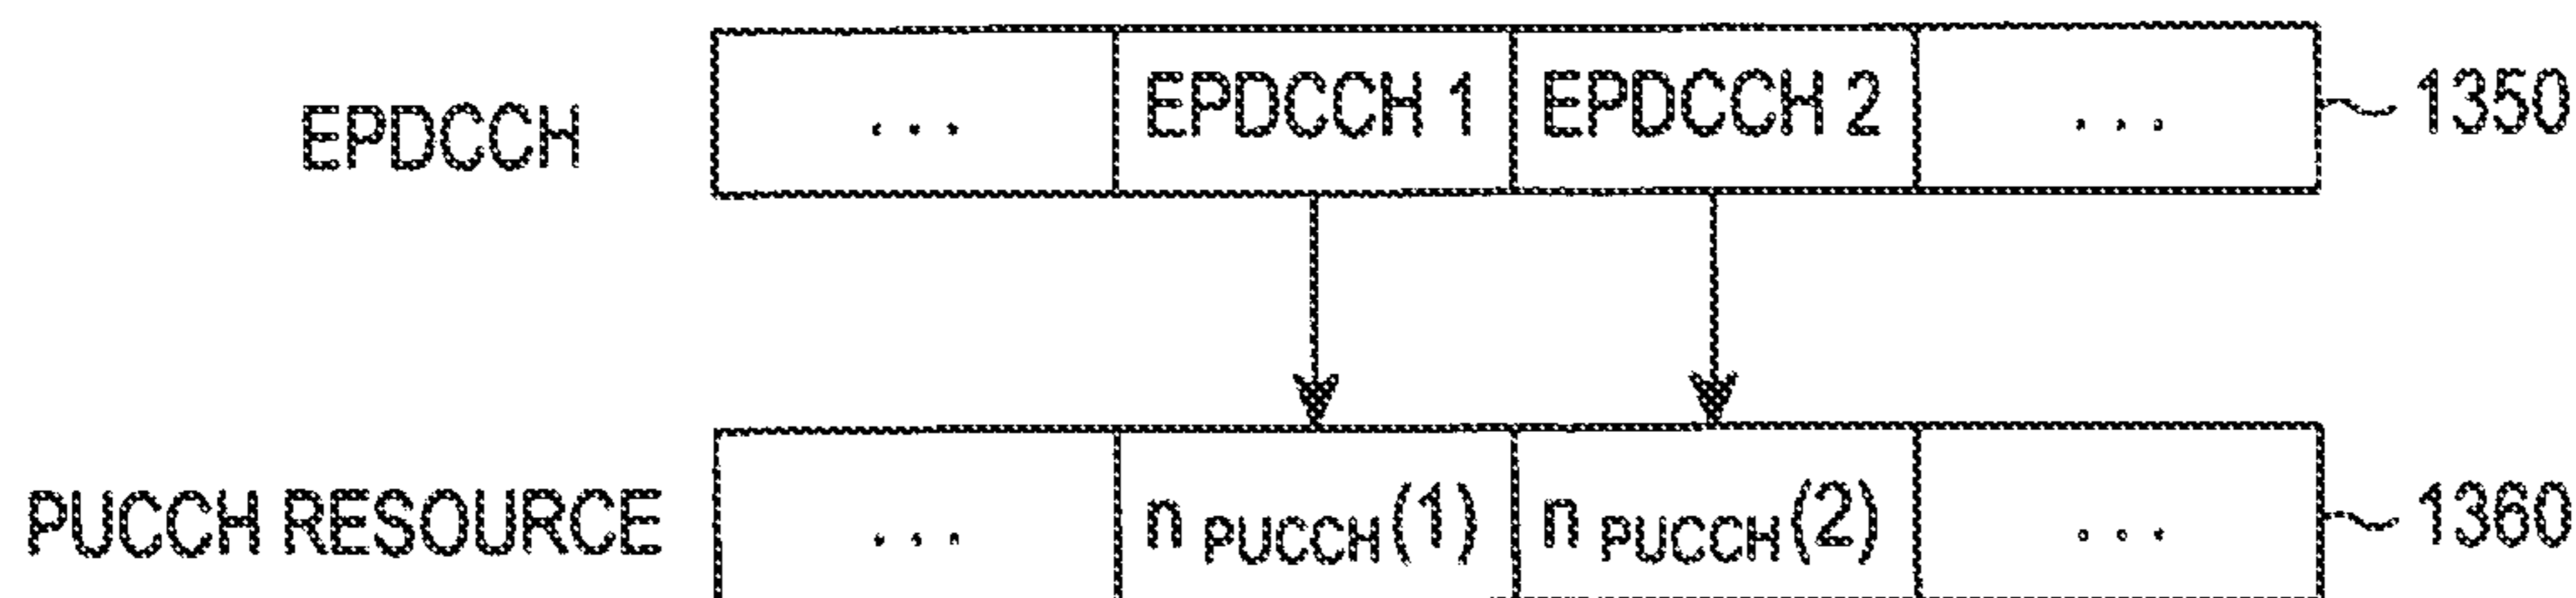 EPDCCH ... EPDCCH 1 EPDCCH 2 ... 1350
PUCCH RESOURCE ... n PUCCH(1) n PUCCH(2) ... 1360